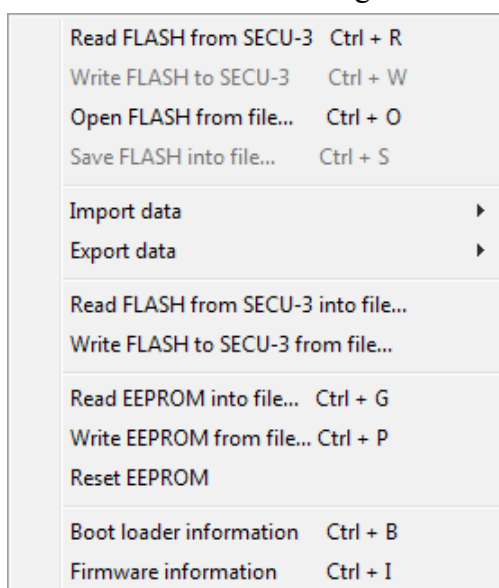 Read FLASH from SECU-3 Ctrl + R
Write FLASH to SECU-3 Ctrl + W
Open FLASH from file... Ctrl + O
Save FLASH into file... Ctrl + S
Import data
Export data
Read FLASH from SECU-3 into file...
Write FLASH to SECU-3 from file...
Read EEPROM into file... Ctrl + G
Write EEPROM from file... Ctrl + P
Reset EEPROM
Boot loader information Ctrl + B
Firmware information Ctrl + I